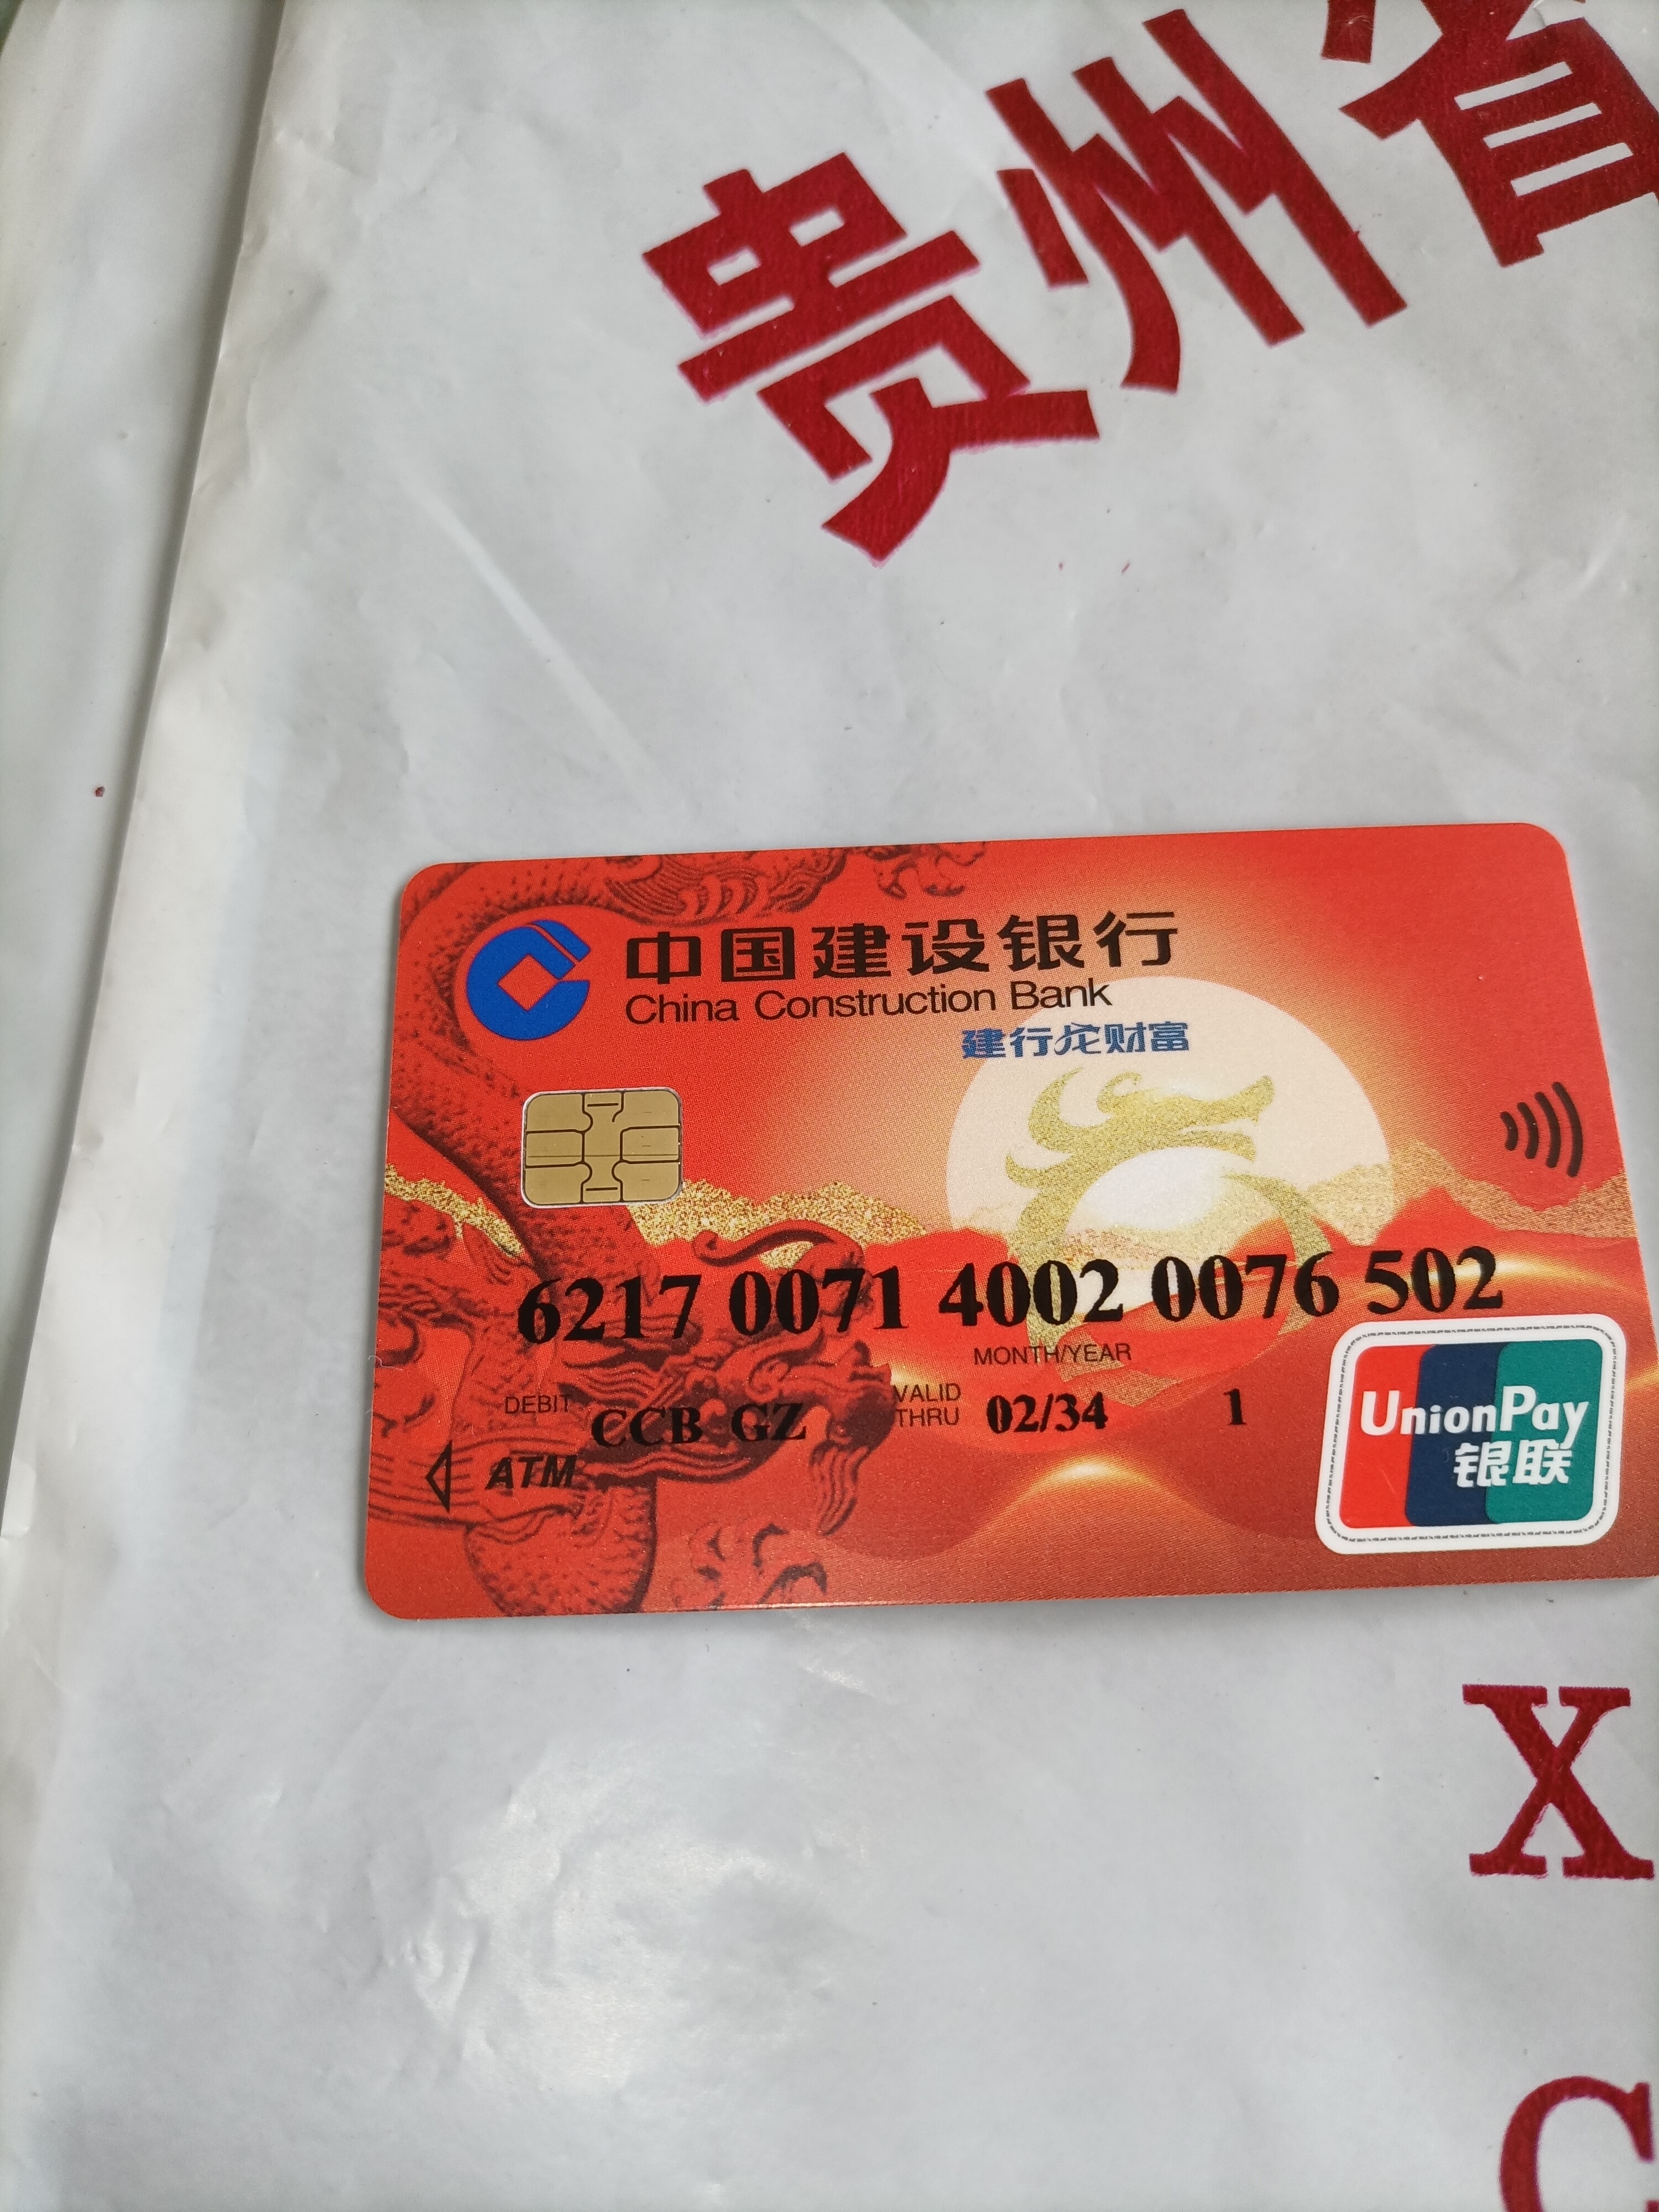 贵州省
中国建设银行
China Construction Bank
建行龙财富
6217 0071 4002 0076 502
MONTH/YEAR
DEBIT CCB GZ VALID THRU 02/34 1
ATM
UnionPay
银联
X